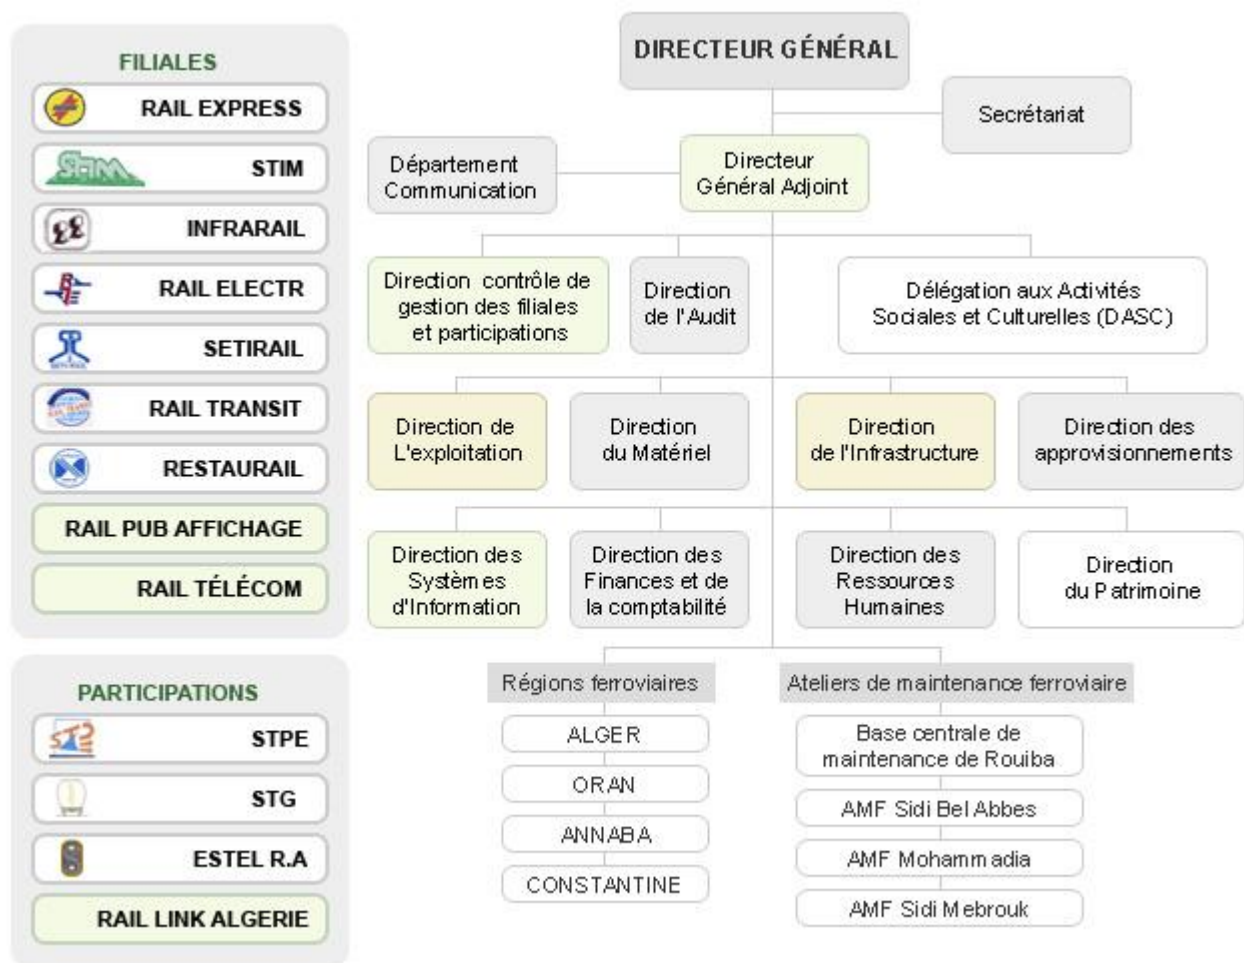 FILIALES
RAIL EXPRESS
STIM
STIM
INFRARAIL
RAIL ELECTR
SETIRAIL
RAIL TRANSIT
RESTAURAIL
RAIL PUB AFFICHAGE
RAIL TÉLÉCOM
PARTICIPATIONS
STPE
STG
ESTEL R.A
RAIL LINK ALGERIE
DIRECTEUR GÉNÉRAL
Secrétariat
Département
Communication
Directeur
Général Adjoint
Direction contrôle de
gestion des filiales
et participations
Direction
de l'Audit
Délégation aux Activités
Sociales et Culturelles (DASC)
Direction de
L'exploitation
Direction
du Matériel
Direction
de l'Infrastructure
Direction des
approvisionnements
Direction des
Systèmes
d'Information
Direction des
Finances et de
la comptabilité
Direction des
Ressources
Humaines
Direction
du Patrimoine
Régions ferroviaires
ALGER
ORAN
ANNABA
CONSTANTINE
Ateliers de maintenance ferroviaire
Base centrale de
maintenance de Rouiba
AMF Sidi Bel Abbes
AMF Mohammadia
AMF Sidi Mebrouk